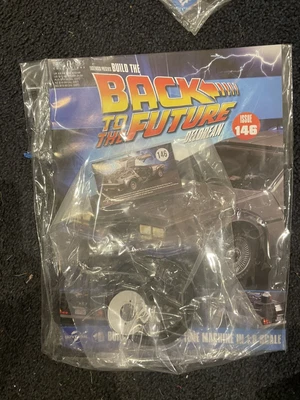 BUILD THE
BACK
TO THE FUTURE
DELOREAN
ISSUE
146
146
TIME MACHINE IN 1:8 SCALE